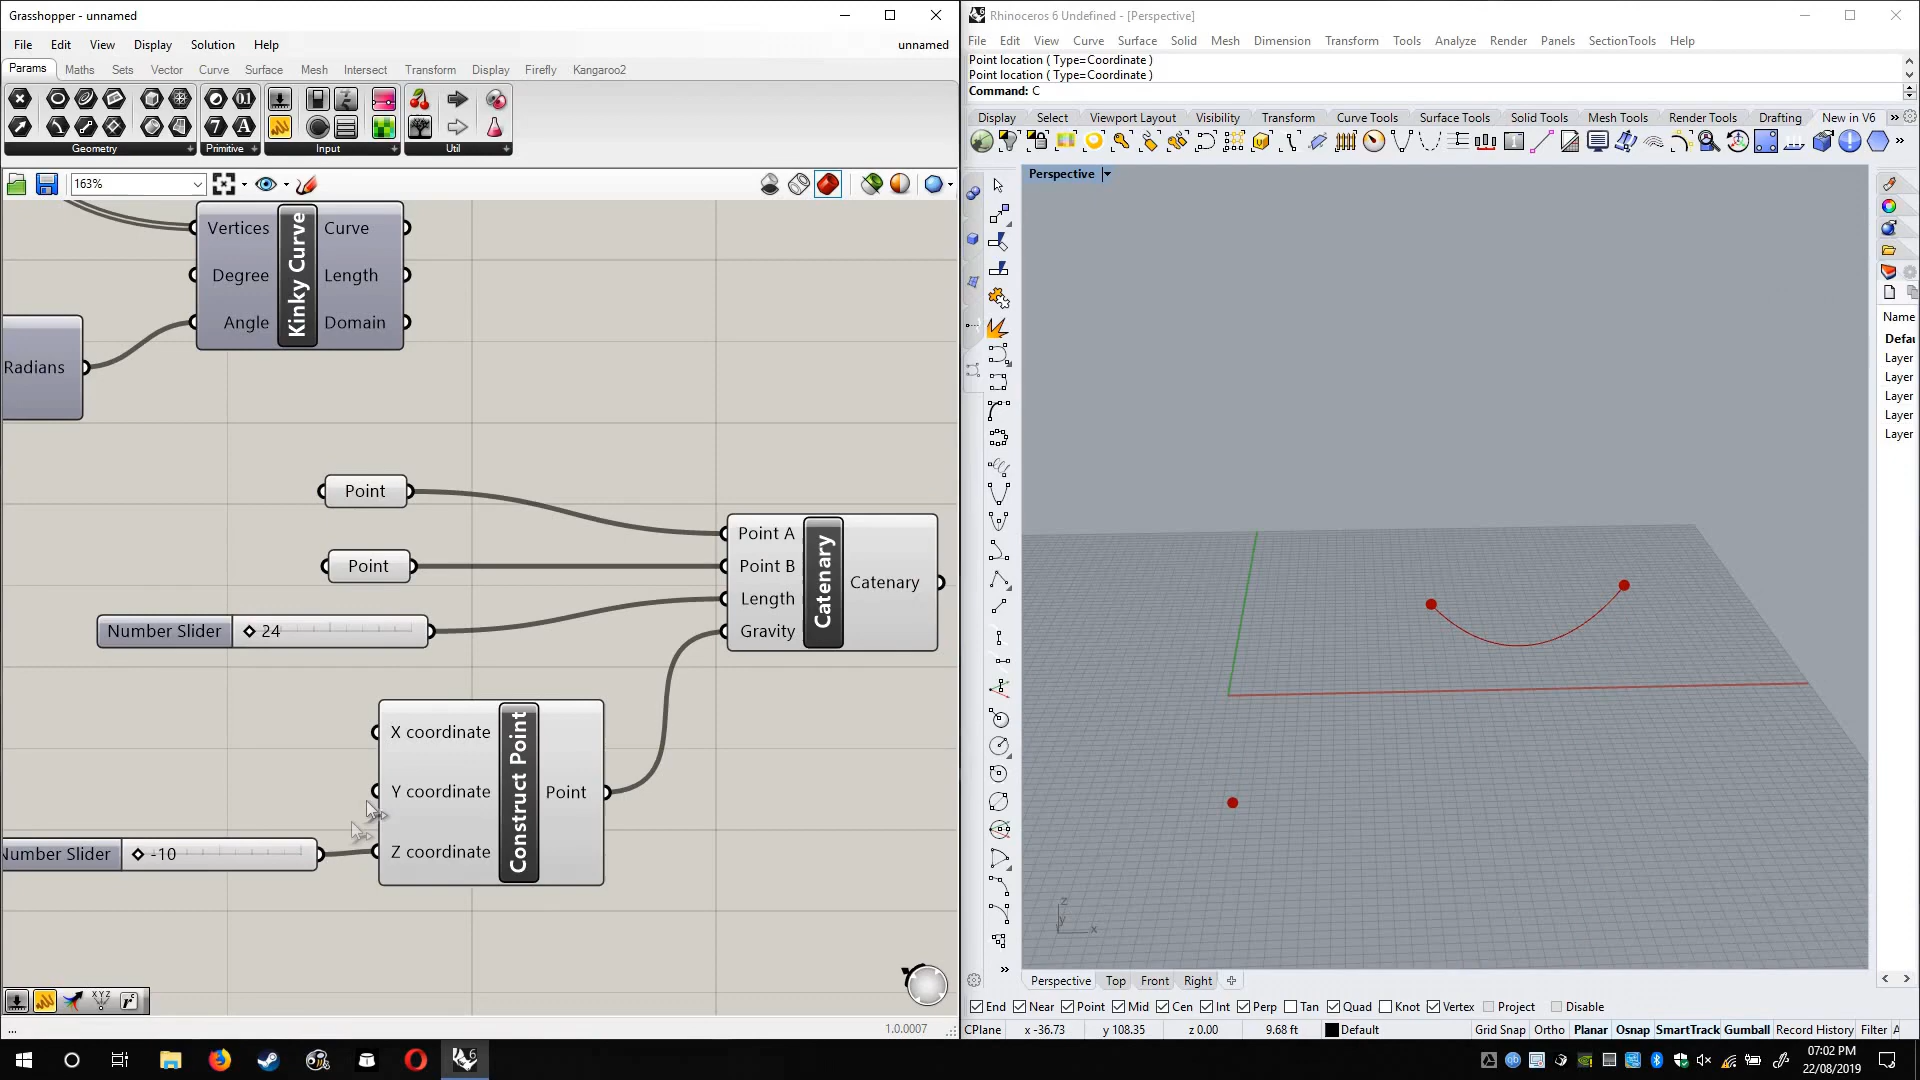 Grasshopper - unnamed
File Edit View Display Solution Help
unnamed
Params Maths Sets Vector Curve Surface Mesh Intersect Transform Display Firefly Kangaroo2
Geometry Primitive Input Util
163%
Vertices Kinky Curve Curve
Degree Length
Angle Domain
Radians
Point
Point
Number Slider 24
Point A Catenary
Point B
Length Catenary
Gravity
X coordinate Construct Point
Y coordinate Point
Z coordinate
Number Slider -10
...
1.0.0007
Rhinoceros 6 Undefined - [Perspective]
File Edit View Curve Surface Solid Mesh Dimension Transform Tools Analyze Render Panels SectionTools Help
Point location ( Type=Coordinate )
Point location ( Type=Coordinate )
Command: C
Display Select Viewport Layout Visibility Transform Curve Tools Surface Tools Solid Tools Mesh Tools Render Tools Drafting New in V6
Perspective
Name
Defau
Layer
Layer
Layer
Layer
Layer
z
y
x
Perspective Top Front Right
End Near Point Mid Cen Int Perp Tan Quad Knot Vertex Project Disable
CPlane x -36.73 y 108.35 z 0.00 9.68 ft Default Grid Snap Ortho Planar Osnap SmartTrack Gumball Record History Filter A
07:02 PM
22/08/2019